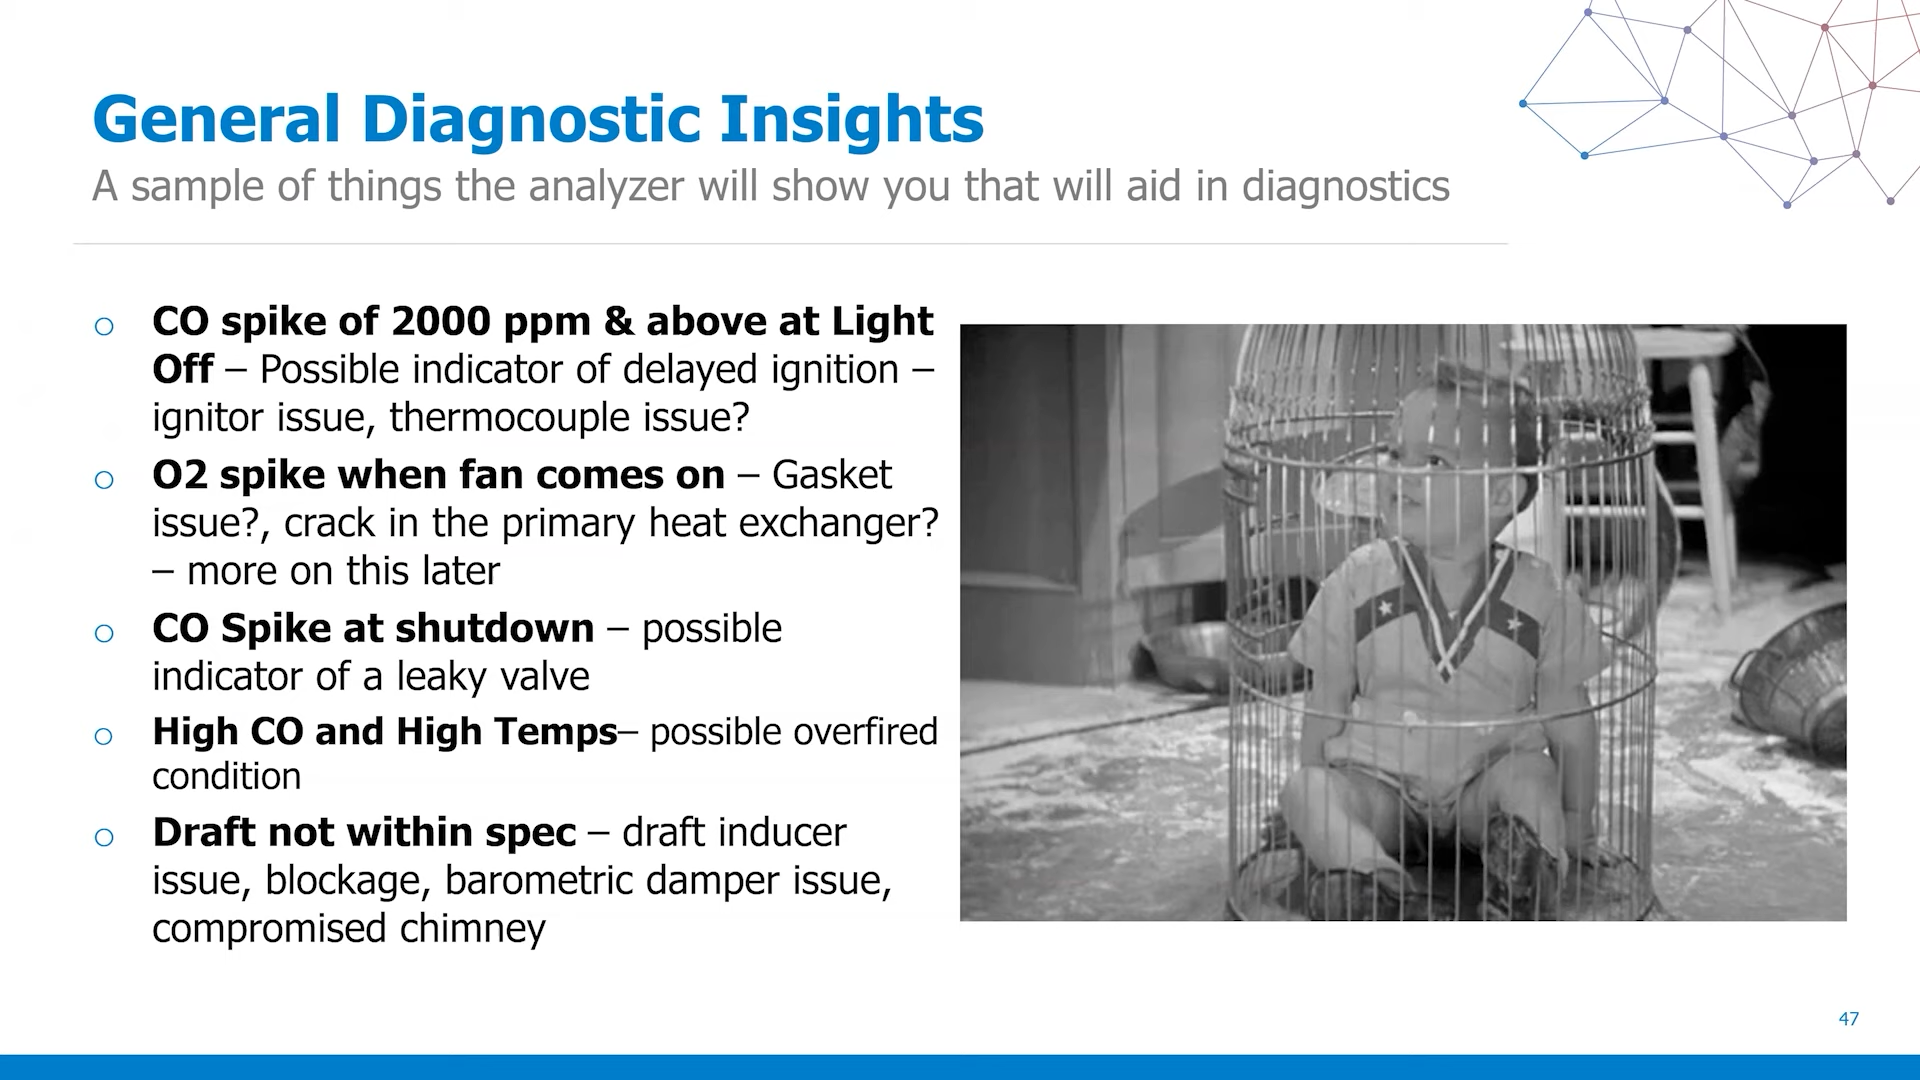 General Diagnostic Insights
A sample of things the analyzer will show you that will aid in diagnostics
o CO spike of 2000 ppm & above at Light
Off – Possible indicator of delayed ignition –
ignitor issue, thermocouple issue?
o O2 spike when fan comes on – Gasket
issue?, crack in the primary heat exchanger?
– more on this later
o CO Spike at shutdown – possible
indicator of a leaky valve
o High CO and High Temps– possible overfired
condition
o Draft not within spec – draft inducer
issue, blockage, barometric damper issue,
compromised chimney
47